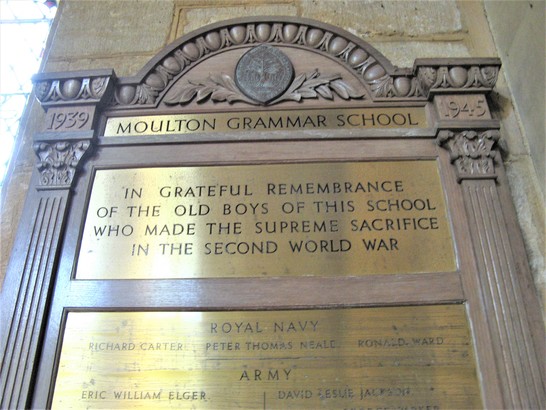 1939 1945
MOULTON GRAMMAR SCHOOL
IN GRATEFUL REMEMBRANCE
OF THE OLD BOYS OF THIS SCHOOL
WHO MADE THE SUPREME SACRIFICE
IN THE SECOND WORLD WAR
ROYAL NAVY
RICHARD CARTER. PETER THOMAS NEALE. RONALD WARD
ARMY
ERIC WILLIAM ELGER. DAVID LESLIE JACKSON.